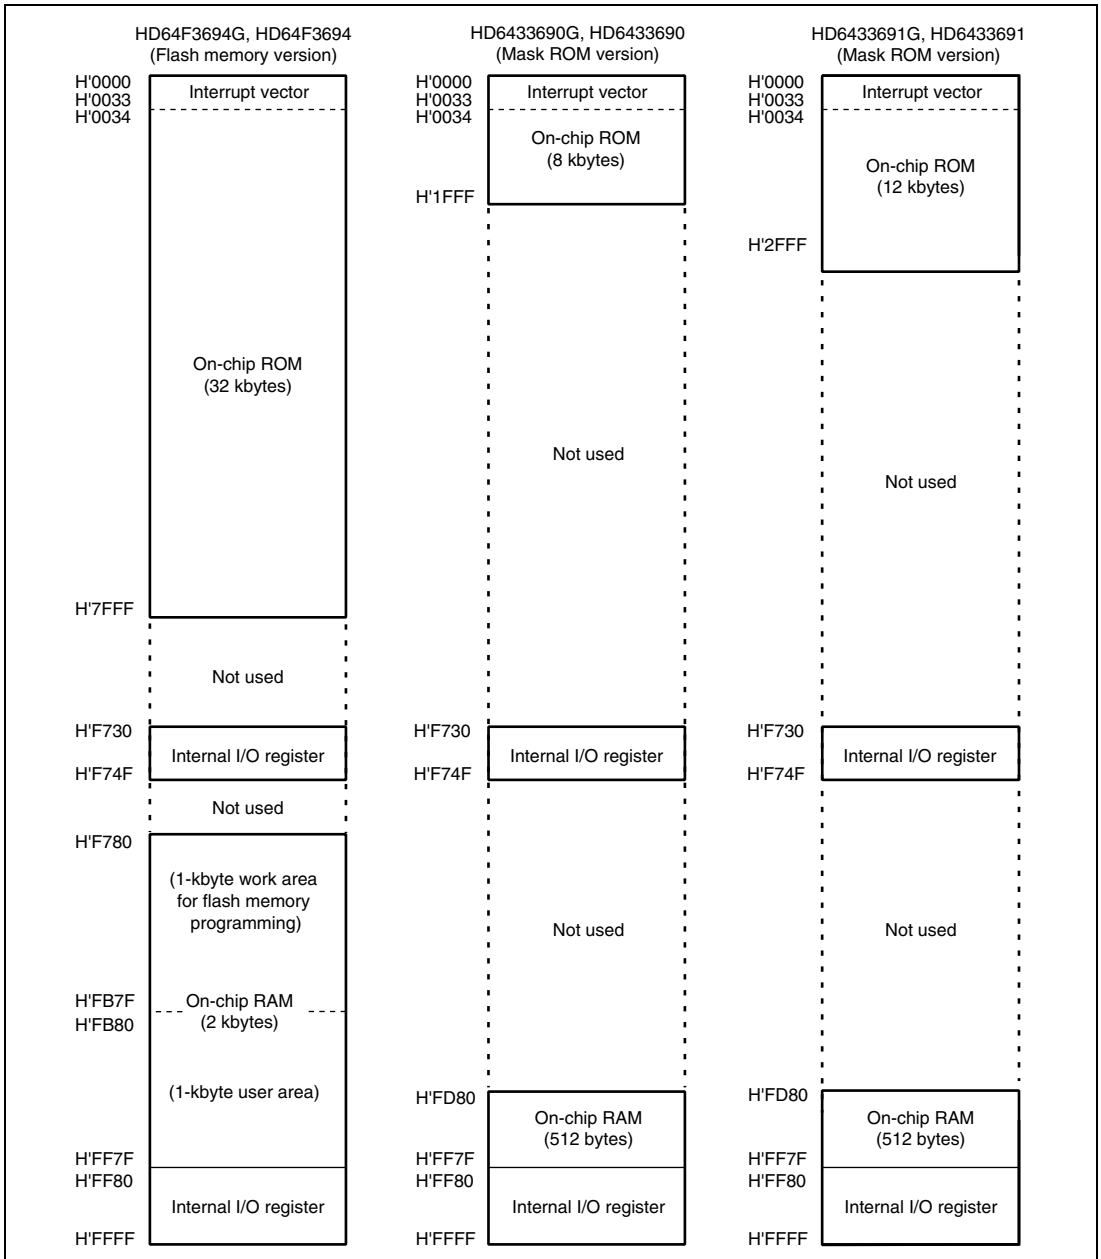 HD64F3694G, HD64F3694
(Flash memory version)
H'0000
Interrupt vector
H'0033
H'0034
On-chip ROM
(32 kbytes)
H'7FFF
Not used
H'F730
Internal I/O register
H'F74F
Not used
H'F780
(1-kbyte work area
for flash memory
programming)
H'FB7F
On-chip RAM
(2 kbytes)
H'FB80
(1-kbyte user area)
H'FF7F
H'FF80
Internal I/O register
H'FFFF
HD6433690G, HD6433690
(Mask ROM version)
H'0000
Interrupt vector
H'0033
H'0034
On-chip ROM
(8 kbytes)
H'1FFF
Not used
H'F730
Internal I/O register
H'F74F
Not used
H'FD80
On-chip RAM
(512 bytes)
H'FF7F
H'FF80
Internal I/O register
H'FFFF
HD6433691G, HD6433691
(Mask ROM version)
H'0000
Interrupt vector
H'0033
H'0034
On-chip ROM
(12 kbytes)
H'2FFF
Not used
H'F730
Internal I/O register
H'F74F
Not used
H'FD80
On-chip RAM
(512 bytes)
H'FF7F
H'FF80
Internal I/O register
H'FFFF